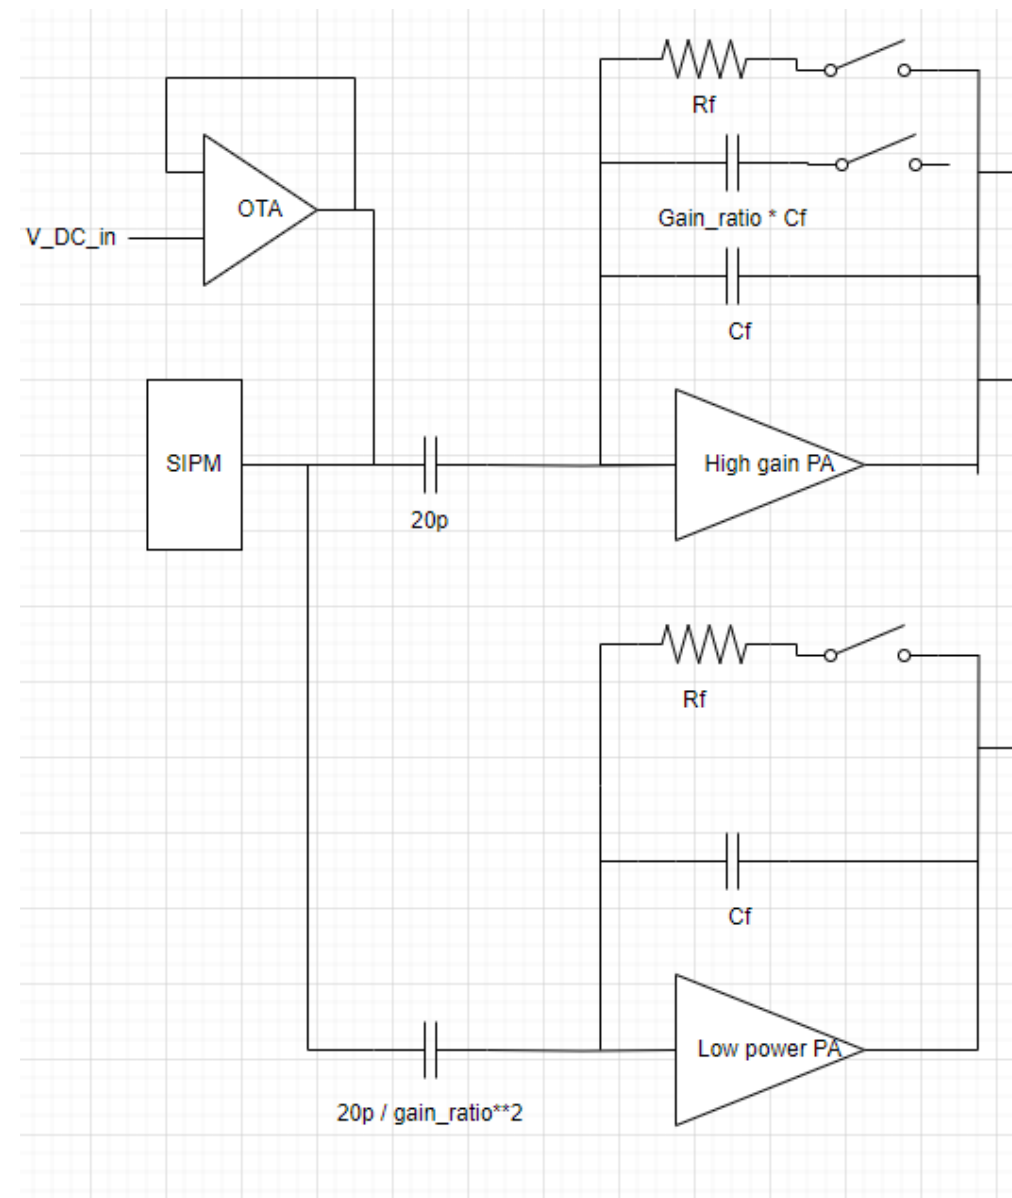 Rf
OTA
Gain_ratio * Cf
V_DC_in
Cf
SIPM
High gain PA
20p
Rf
Cf
Low power PA
20p / gain_ratio**2